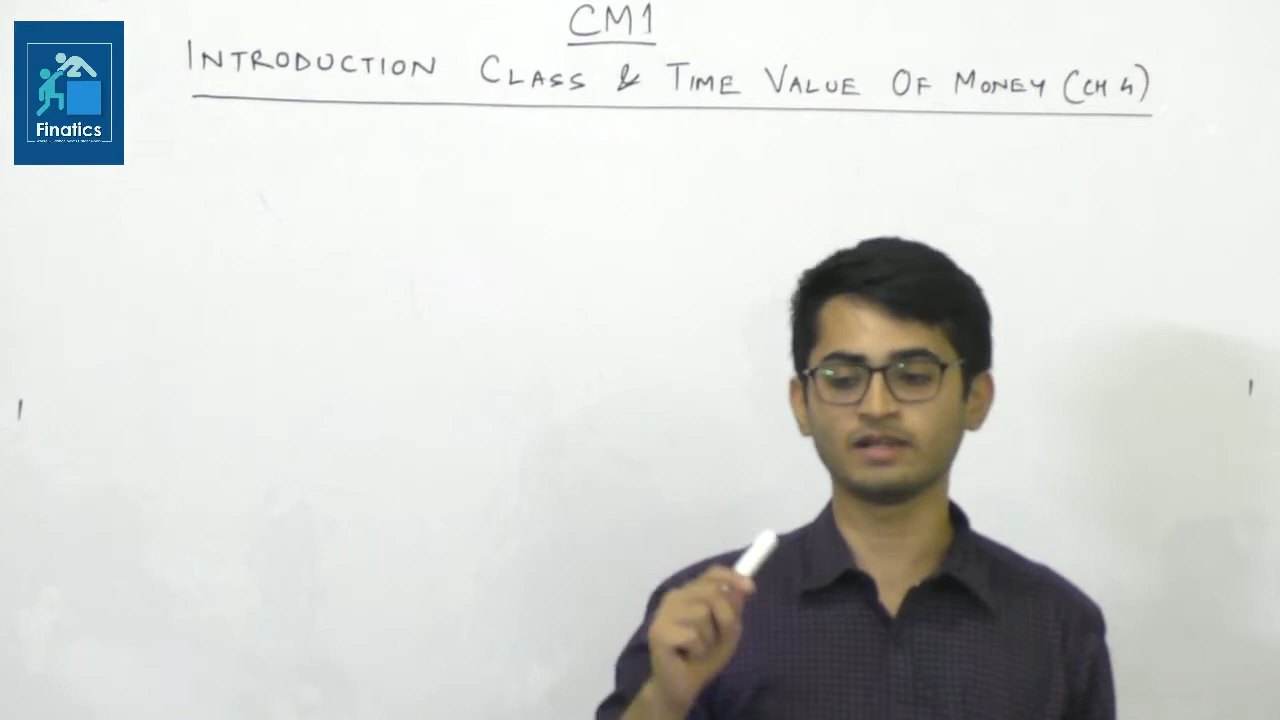 CM1
INTRODUCTION CLASS & TIME VALUE OF MONEY (CH 4)
Finatics